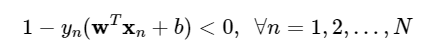 1 − yₙ(𝐰ᵀ𝐱ₙ + b) < 0, ∀n = 1, 2, . . . , N